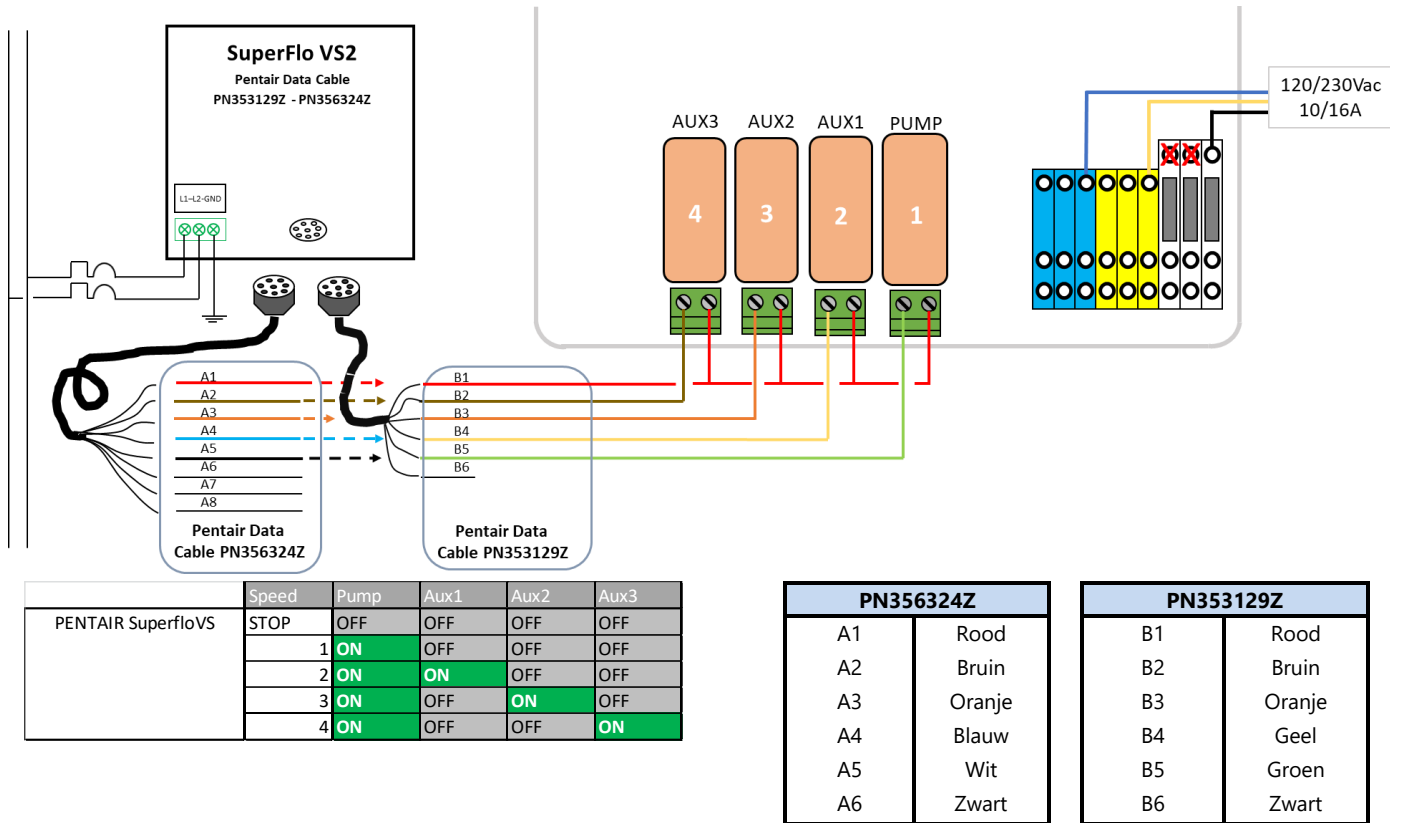 SuperFlo VS2
Pentair Data Cable
PN353129Z - PN356324Z
L1–L2-GND
120/230Vac
10/16A
AUX3 AUX2 AUX1 PUMP
4 3 2 1
A1
A2
A3
A4
A5
A6
A7
A8
Pentair Data
Cable PN356324Z
B1
B2
B3
B4
B5
B6
Pentair Data
Cable PN353129Z
Speed Pump Aux1 Aux2 Aux3
PENTAIR SuperfloVS STOP OFF OFF OFF OFF
1 ON OFF OFF OFF
2 ON ON OFF OFF
3 ON OFF ON OFF
4 ON OFF OFF ON
PN356324Z
A1 Rood
A2 Bruin
A3 Oranje
A4 Blauw
A5 Wit
A6 Zwart
PN353129Z
B1 Rood
B2 Bruin
B3 Oranje
B4 Geel
B5 Groen
B6 Zwart